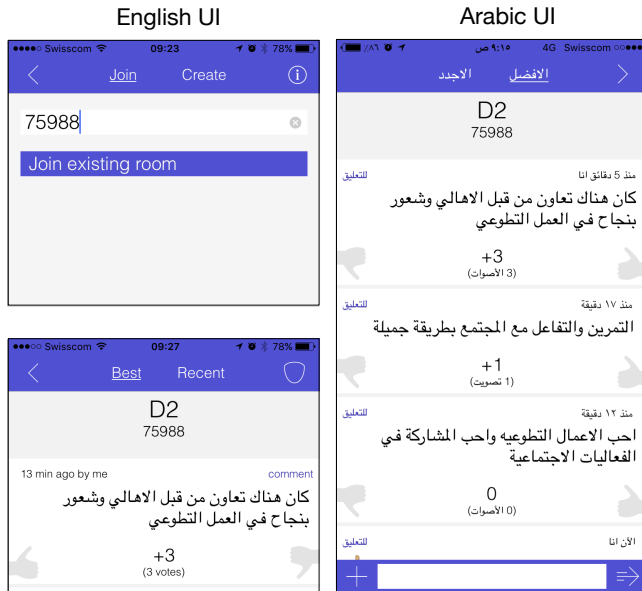 English UI
Swisscom 09:23 78%
Join Create
75988
Join existing room
Swisscom 09:27 78%
Best Recent
D2
75988
13 min ago by me comment
كان هناك تعاون من قبل الاهالي وشعور
بنجاح في العمل التطوعي
+3
(3 votes)
Arabic UI
٪٨٦ ٩:١٥ ص 4G Swisscom
الافضل الاجدد
D2
75988
منذ 5 دقائق انا للتعليق
كان هناك تعاون من قبل الاهالي وشعور
بنجاح في العمل التطوعي
+3
(3 الأصوات)
منذ ١٧ دقيقة للتعليق
التمرين والتفاعل مع المجتمع بطريقة جميلة
+1
(1 تصويت)
منذ ١٢ دقيقة للتعليق
احب الاعمال التطوعيه واحب المشاركة في
الفعاليات الاجتماعية
0
(0 الأصوات)
الآن انا للتعليق